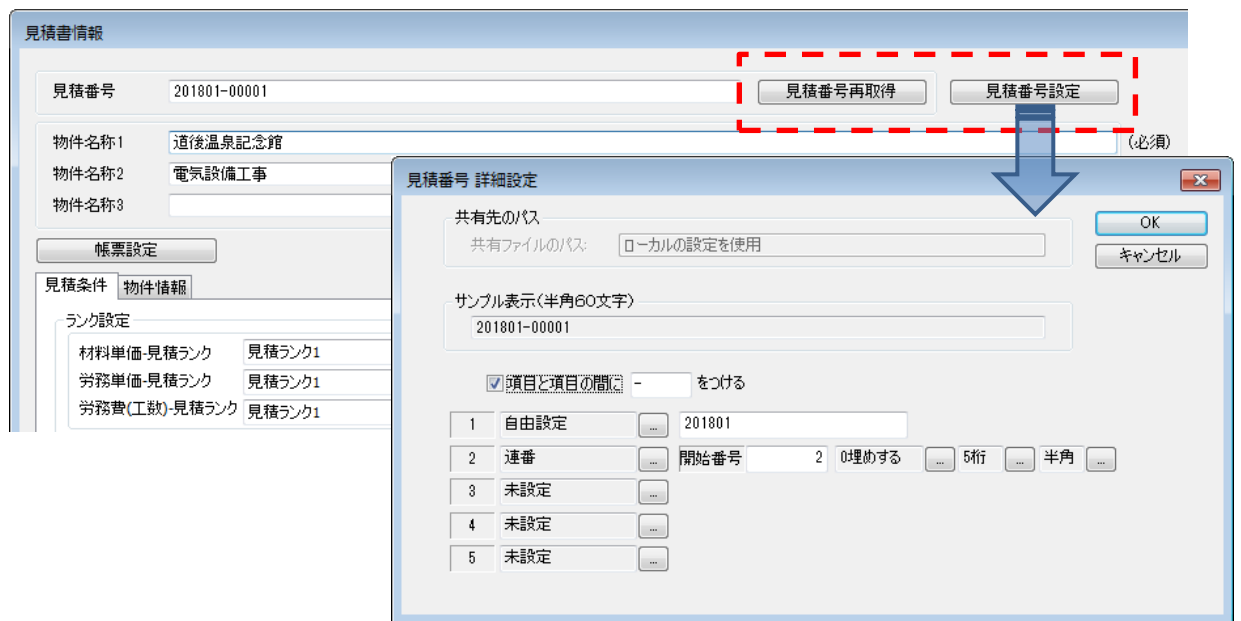 見積書情報
見積番号 201801-00001 見積番号再取得 見積番号設定
物件名称1 道後温泉記念館 (必須)
物件名称2 電気設備工事
物件名称3
帳票設定
見積条件 物件情報
ランク設定
材料単価-見積ランク 見積ランク1
労務単価-見積ランク 見積ランク1
労務費(工数)-見積ランク 見積ランク1
見積番号 詳細設定
共有先のパス
共有ファイルのパス: ローカルの設定を使用
OK
キャンセル
サンプル表示(半角60文字)
201801-00001
項目と項目の間に - をつける
1 自由設定 ... 201801
2 連番 ... 開始番号 2 0埋めする ... 5桁 ... 半角 ...
3 未設定 ...
4 未設定 ...
5 未設定 ...